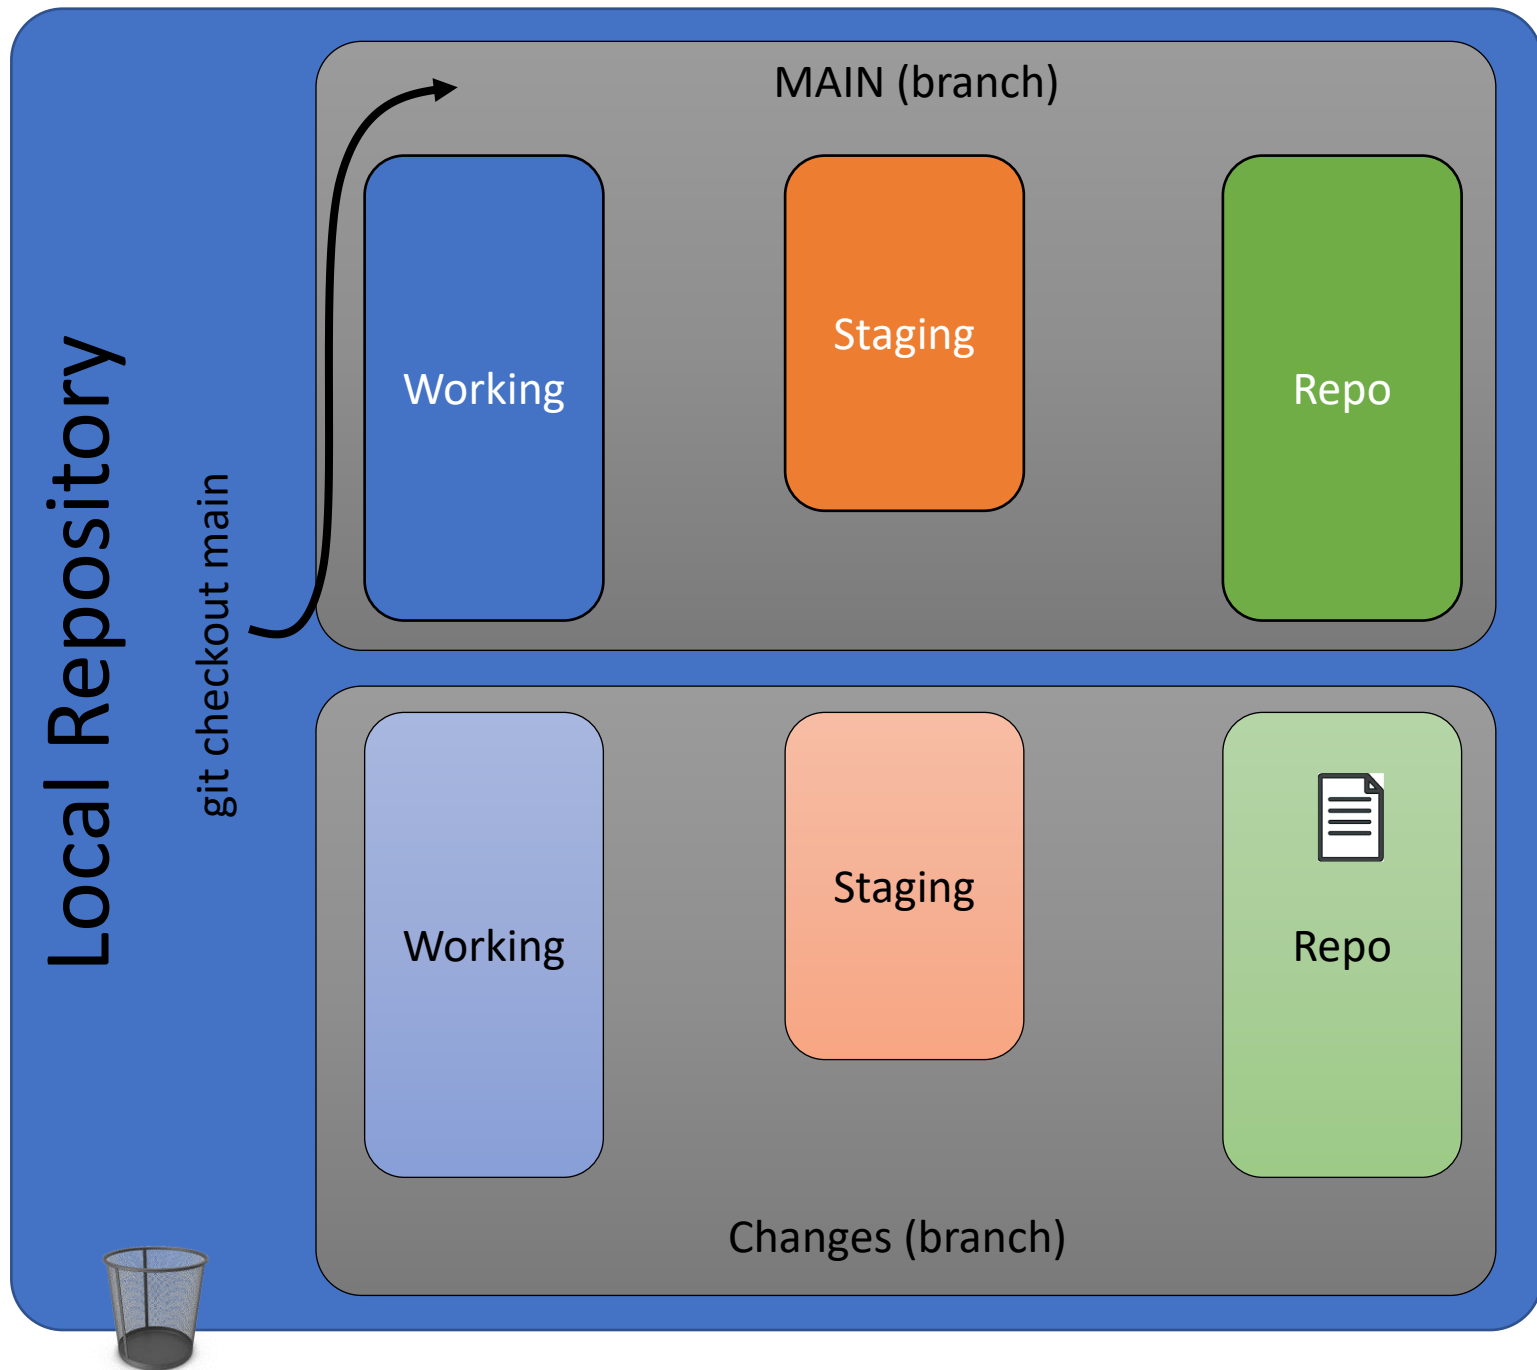 Local Repository
git checkout main
MAIN (branch)
Working
Staging
Repo
Working
Staging
Repo
Changes (branch)